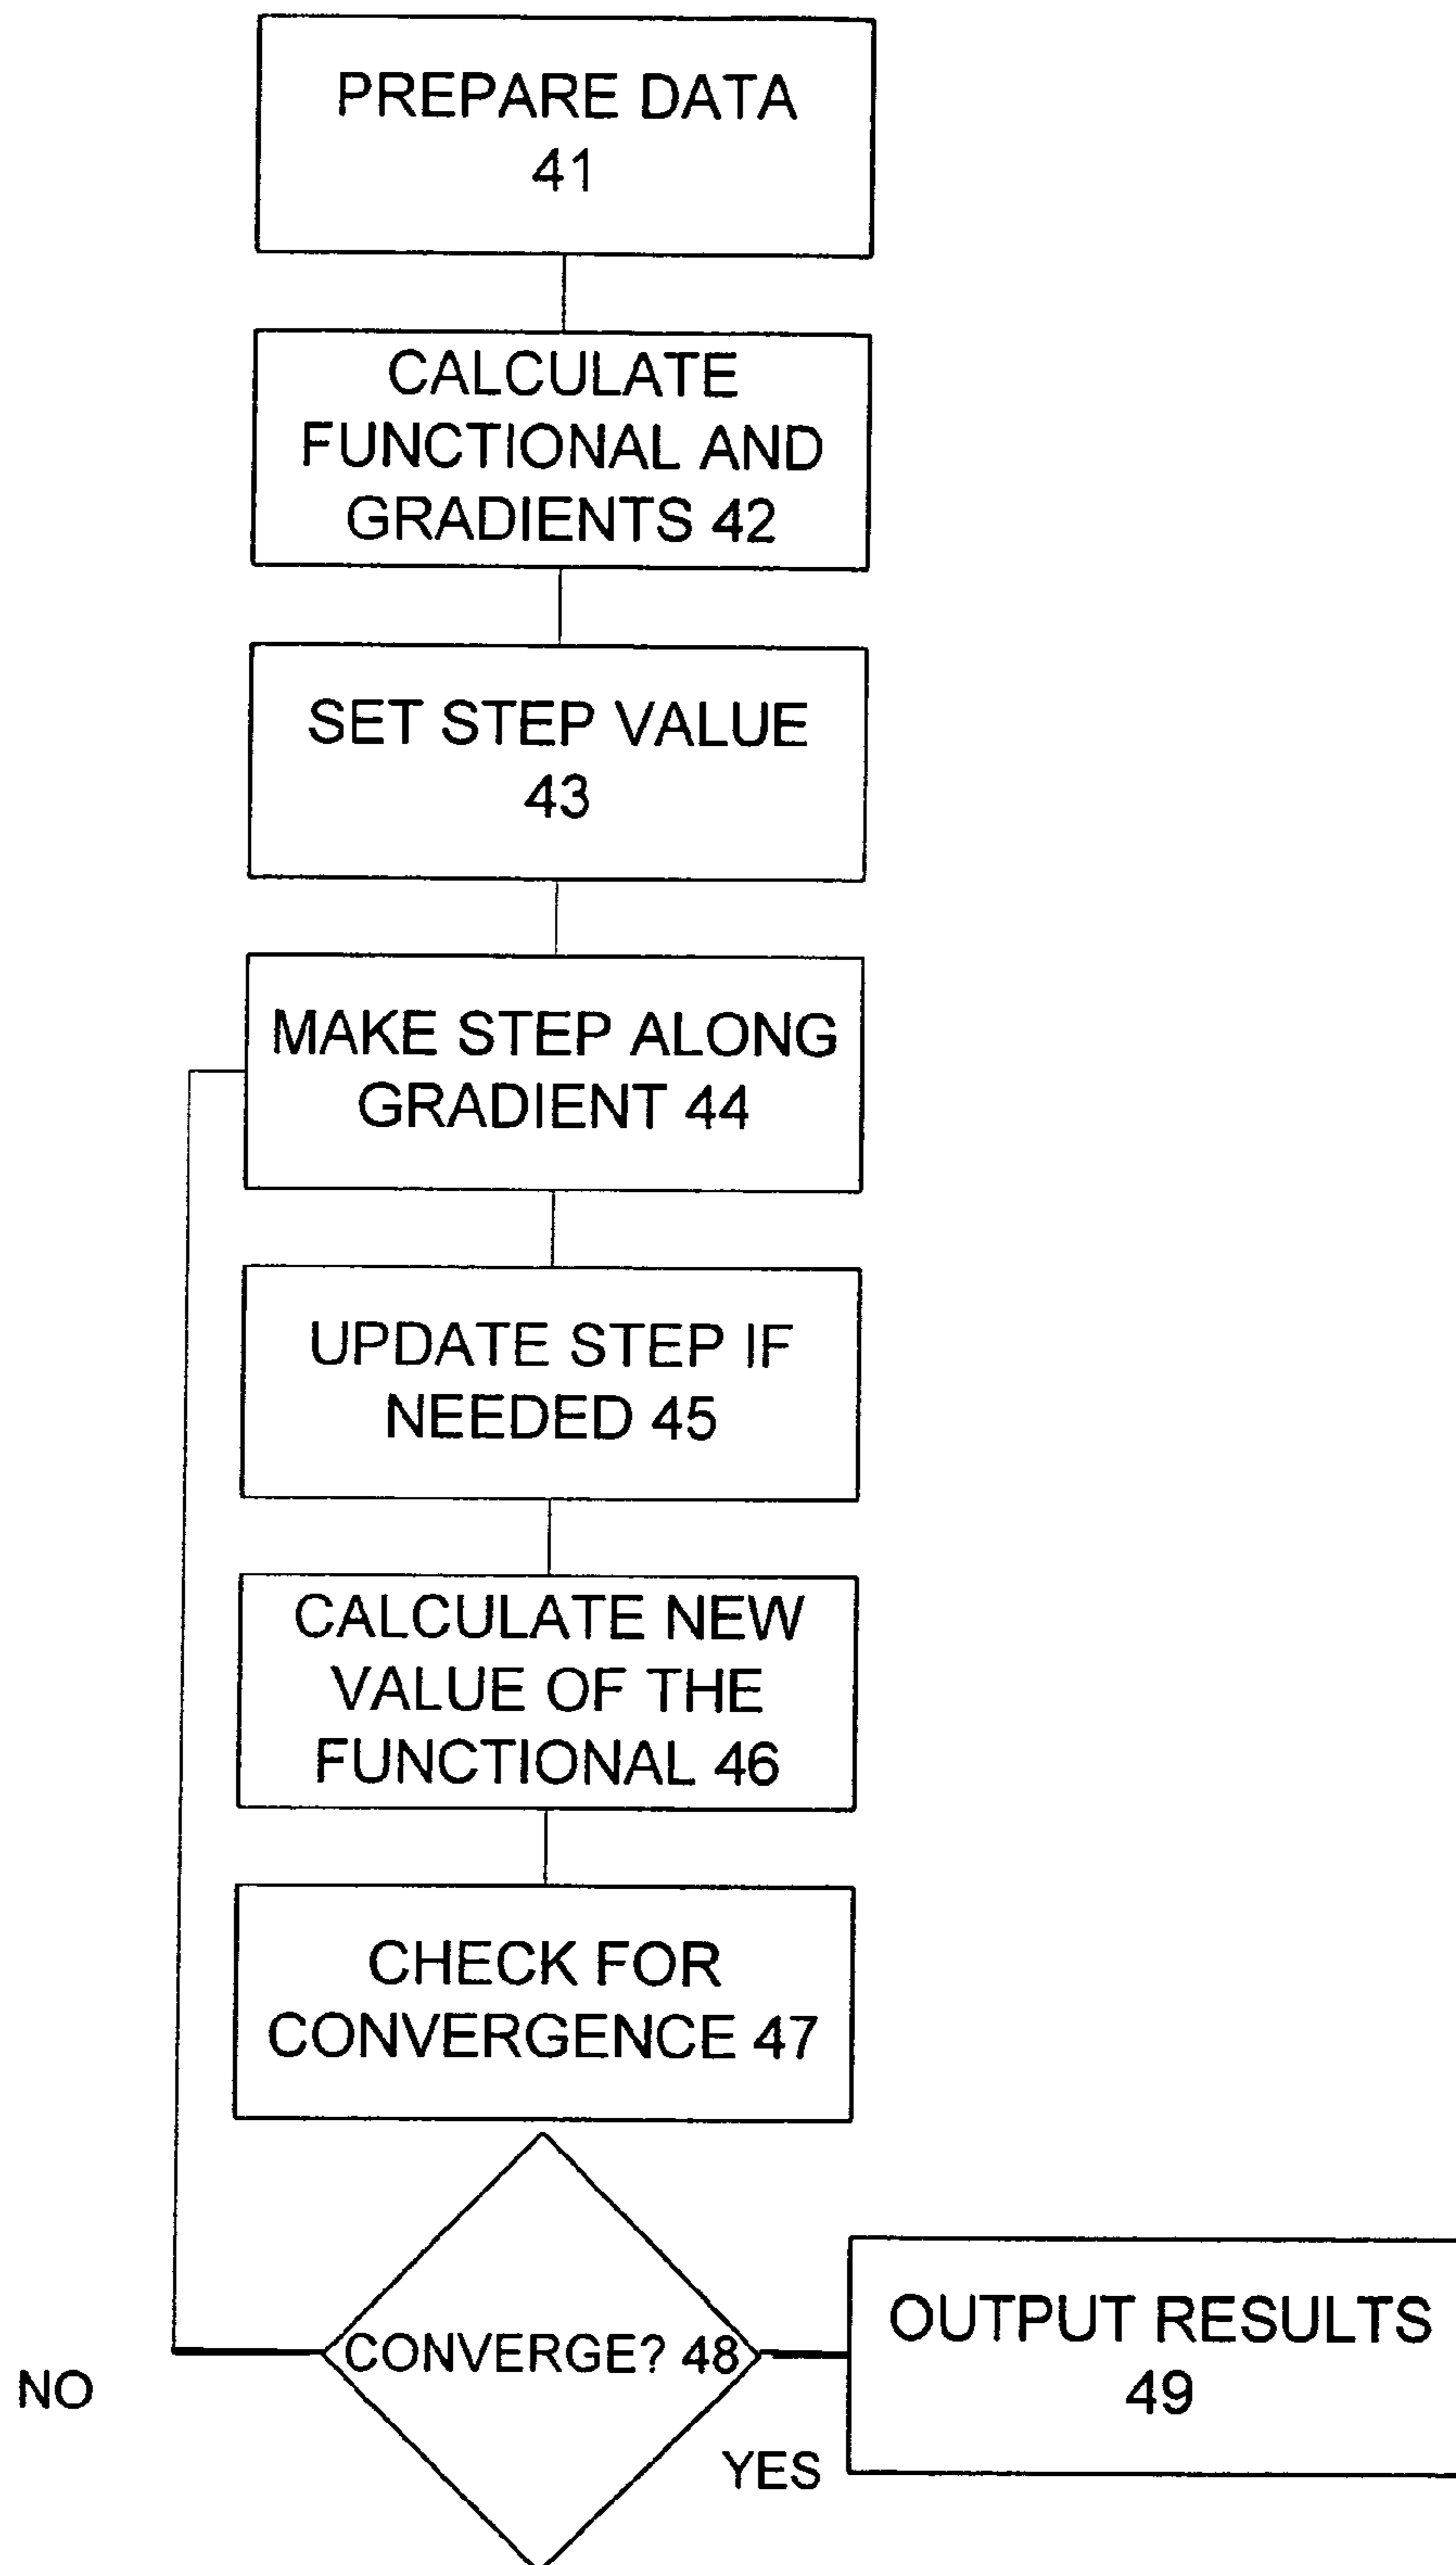 PREPARE DATA
41
CALCULATE
FUNCTIONAL AND
GRADIENTS 42
SET STEP VALUE
43
MAKE STEP ALONG
GRADIENT 44
UPDATE STEP IF
NEEDED 45
CALCULATE NEW
VALUE OF THE
FUNCTIONAL 46
CHECK FOR
CONVERGENCE 47
CONVERGE? 48
NO
YES
OUTPUT RESULTS
49